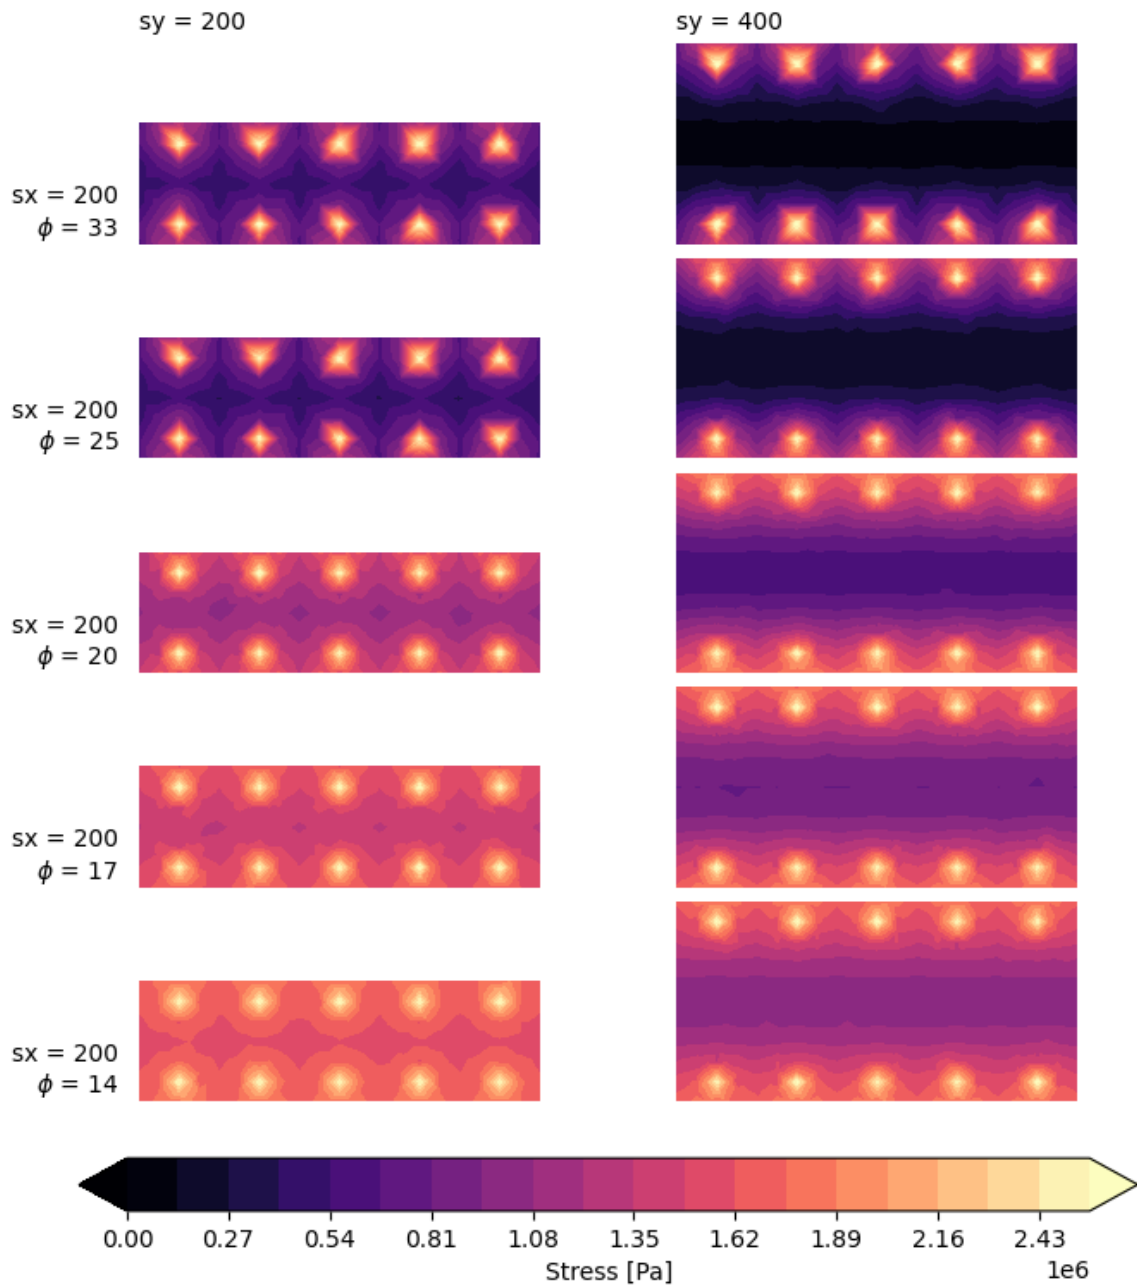 sy = 200
sy = 400
sx = 200
ϕ = 33
sx = 200
ϕ = 25
sx = 200
ϕ = 20
sx = 200
ϕ = 17
sx = 200
ϕ = 14
0.00 0.27 0.54 0.81 1.08 1.35 1.62 1.89 2.16 2.43
Stress [Pa]
1e6